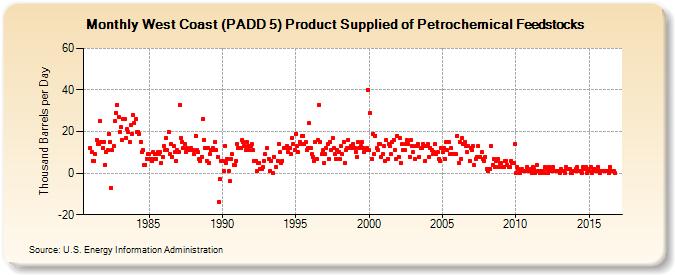 Monthly West Coast (PADD 5) Product Supplied of Petrochemical Feedstocks
Thousand Barrels per Day
60
40
20
0
-20
1985 1990 1995 2000 2005 2010 2015
Source: U.S. Energy Information Administration